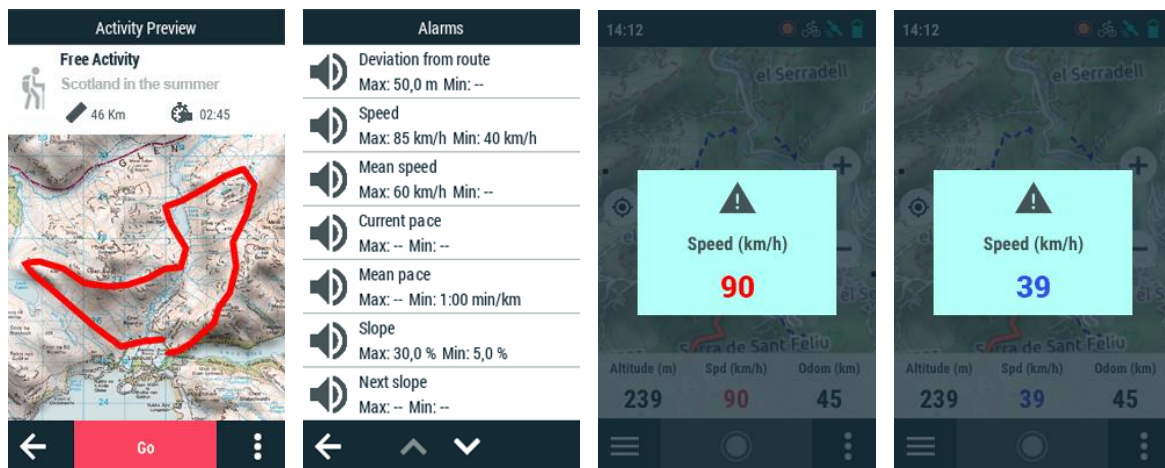 Activity Preview
Free Activity
Scotland in the summer
46 Km 02:45
G E N
24
Go
Alarms
Deviation from route
Max: 50,0 m Min: --
Speed
Max: 85 km/h Min: 40 km/h
Mean speed
Max: 60 km/h Min: --
Current pace
Max: -- Min: --
Mean pace
Max: -- Min: 1:00 min/km
Slope
Max: 30,0 % Min: 5,0 %
Next slope
Max: -- Min: --
14:12
el Serradell
Speed (km/h)
90
Serra de Sant Feliu
Altitude (m) Spd (km/h) Odom (km)
239 90 45
14:12
el Serradell
Speed (km/h)
39
Serra de Sant Feliu
Altitude (m) Spd (km/h) Odom (km)
239 39 45